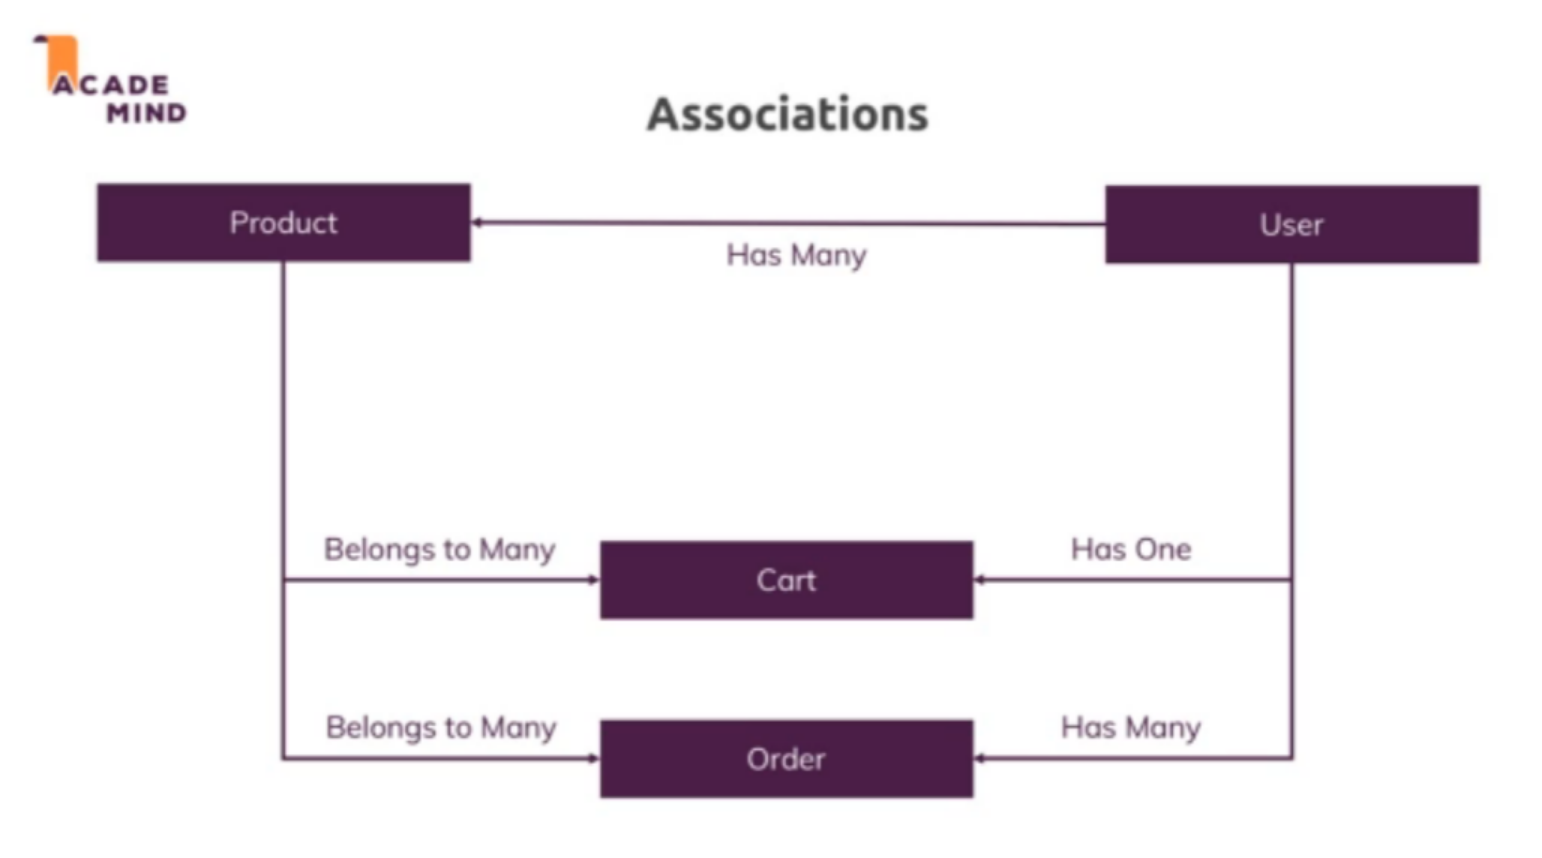 ACADE
MIND
Associations
Product
User
Has Many
Belongs to Many
Cart
Has One
Belongs to Many
Order
Has Many